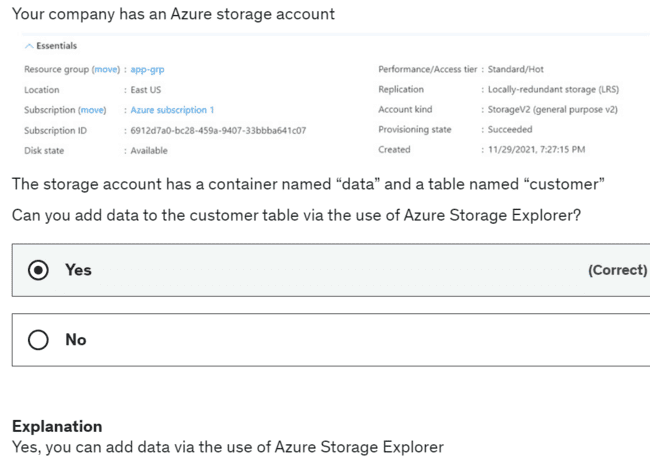 Your company has an Azure storage account
Essentials
Resource group (move) : app-grp
Performance/Access tier : Standard/Hot
Location : East US
Replication : Locally-redundant storage (LRS)
Subscription (move) : Azure subscription 1
Account kind : StorageV2 (general purpose v2)
Subscription ID : 6912d7a0-bc28-459a-9407-33bbba641c07
Provisioning state : Succeeded
Disk state : Available
Created : 11/29/2021, 7:27:15 PM
The storage account has a container named “data” and a table named “customer”
Can you add data to the customer table via the use of Azure Storage Explorer?
Yes (Correct)
No
Explanation
Yes, you can add data via the use of Azure Storage Explorer